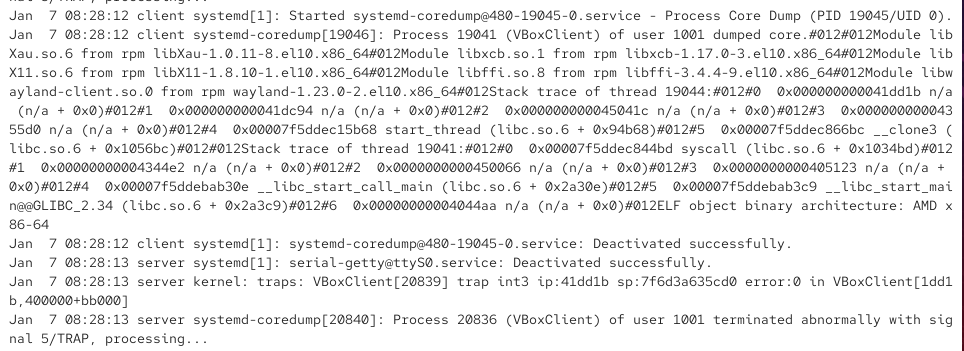 nal 5/TRAP, processing...
Jan  7 08:28:12 client systemd[1]: Started systemd-coredump@480-19045-0.service - Process Core Dump (PID 19045/UID 0).
Jan  7 08:28:12 client systemd-coredump[19046]: Process 19041 (VBoxClient) of user 1001 dumped core.#012#012Module lib
Xau.so.6 from rpm libXau-1.0.11-8.el10.x86_64#012Module libxcb.so.1 from rpm libxcb-1.17.0-3.el10.x86_64#012Module lib
X11.so.6 from rpm libX11-1.8.10-1.el10.x86_64#012Module libffi.so.8 from rpm libffi-3.4.4-9.el10.x86_64#012Module libw
ayland-client.so.0 from rpm wayland-1.23.0-2.el10.x86_64#012Stack trace of thread 19044:#012#0  0x000000000041dd1b n/a
 (n/a + 0x0)#012#1  0x000000000041dc94 n/a (n/a + 0x0)#012#2  0x000000000045041c n/a (n/a + 0x0)#012#3  0x000000000043
55d0 n/a (n/a + 0x0)#012#4  0x00007f5ddec15b68 start_thread (libc.so.6 + 0x94b68)#012#5  0x00007f5ddec866bc __clone3 (
libc.so.6 + 0x1056bc)#012#012Stack trace of thread 19041:#012#0  0x00007f5ddec844bd syscall (libc.so.6 + 0x1034bd)#012
#1  0x00000000004344e2 n/a (n/a + 0x0)#012#2  0x0000000000450066 n/a (n/a + 0x0)#012#3  0x0000000000405123 n/a (n/a + 
0x0)#012#4  0x00007f5ddebab30e __libc_start_call_main (libc.so.6 + 0x2a30e)#012#5  0x00007f5ddebab3c9 __libc_start_mai
n@@GLIBC_2.34 (libc.so.6 + 0x2a3c9)#012#6  0x00000000004044aa n/a (n/a + 0x0)#012ELF object binary architecture: AMD x
86-64
Jan  7 08:28:12 client systemd[1]: systemd-coredump@480-19045-0.service: Deactivated successfully.
Jan  7 08:28:13 server systemd[1]: serial-getty@ttyS0.service: Deactivated successfully.
Jan  7 08:28:13 server kernel: traps: VBoxClient[20839] trap int3 ip:41dd1b sp:7f6d3a635cd0 error:0 in VBoxClient[1dd1
b,400000+bb000]
Jan  7 08:28:13 server systemd-coredump[20840]: Process 20836 (VBoxClient) of user 1001 terminated abnormally with sig
nal 5/TRAP, processing...